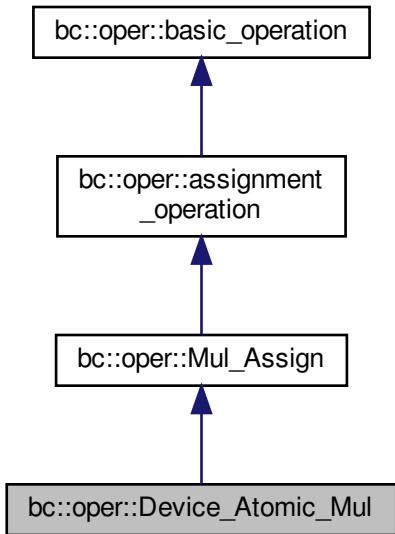 bc::oper::basic_operation
bc::oper::assignment
_operation
bc::oper::Mul_Assign
bc::oper::Device_Atomic_Mul